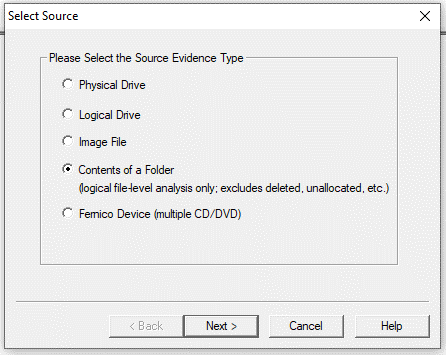 Select Source
Please Select the Source Evidence Type
Physical Drive
Logical Drive
Image File
Contents of a Folder
(logical file-level analysis only; excludes deleted, unallocated, etc.)
Fernico Device (multiple CD/DVD)
< Back
Next >
Cancel
Help